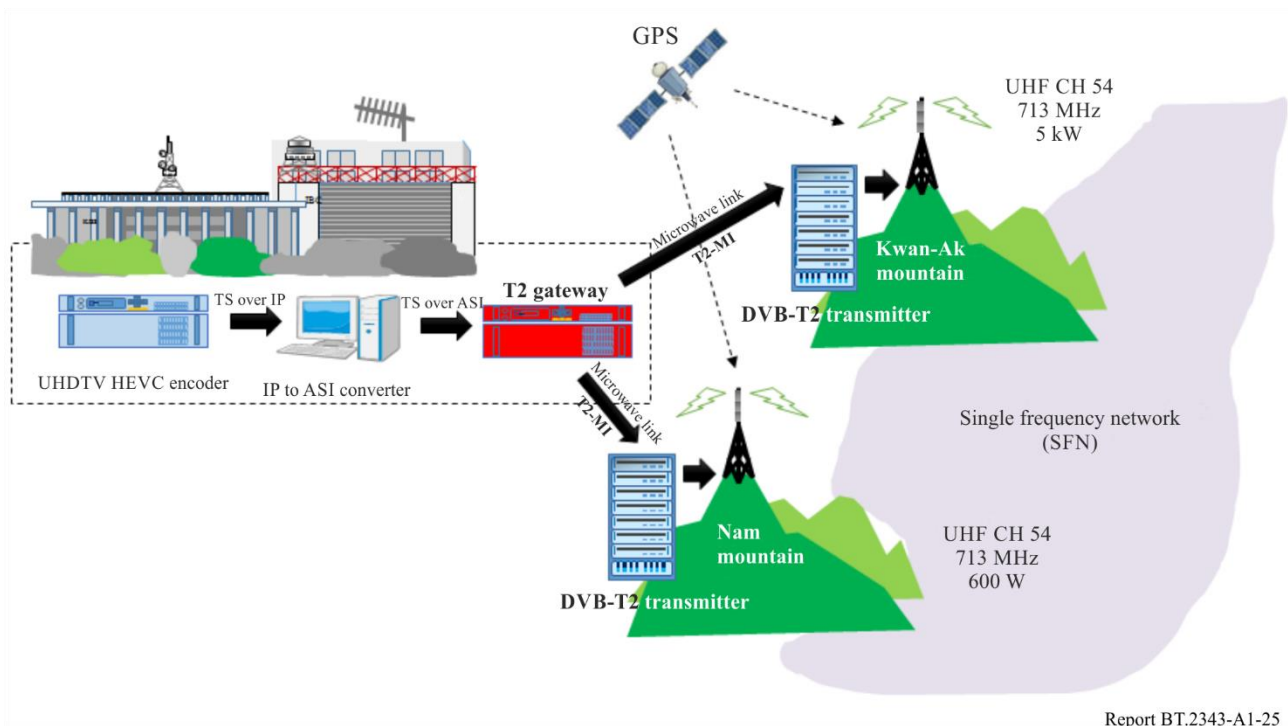 GPS
UHF CH 54
713 MHz
5 kW
Microwave link
T2-MI
Kwan-Ak
mountain
DVB-T2 transmitter
TS over IP
TS over ASI
T2 gateway
UHDTV HEVC encoder
IP to ASI converter
Microwave link
T2-MI
Single frequency network
(SFN)
Nam
mountain
UHF CH 54
713 MHz
600 W
DVB-T2 transmitter
Report BT.2343-A1-25